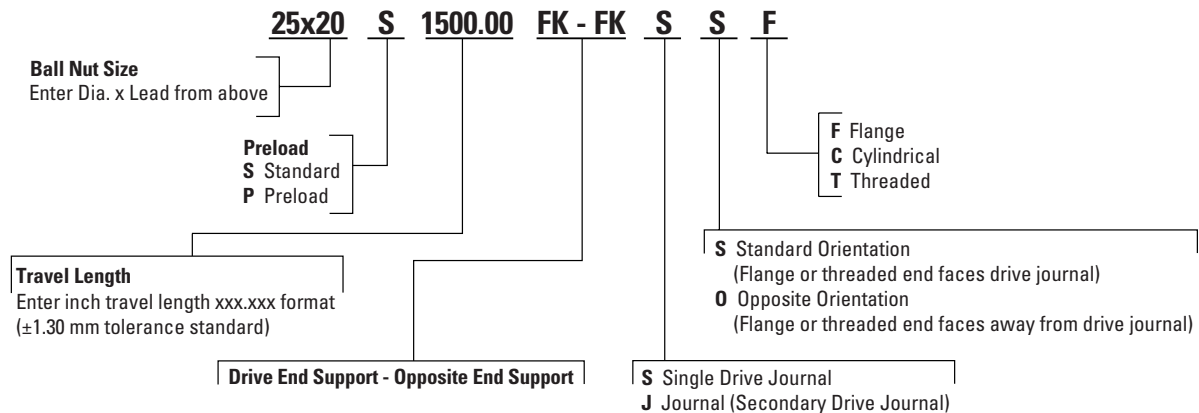 25x20 S 1500.00 FK - FK S S F
Ball Nut Size
Enter Dia. x Lead from above
Preload
S Standard
P Preload
Travel Length
Enter inch travel length xxx.xxx format
(±1.30 mm tolerance standard)
Drive End Support - Opposite End Support
S Single Drive Journal
J Journal (Secondary Drive Journal)
S Standard Orientation
(Flange or threaded end faces drive journal)
O Opposite Orientation
(Flange or threaded end faces away from drive journal)
F Flange
C Cylindrical
T Threaded